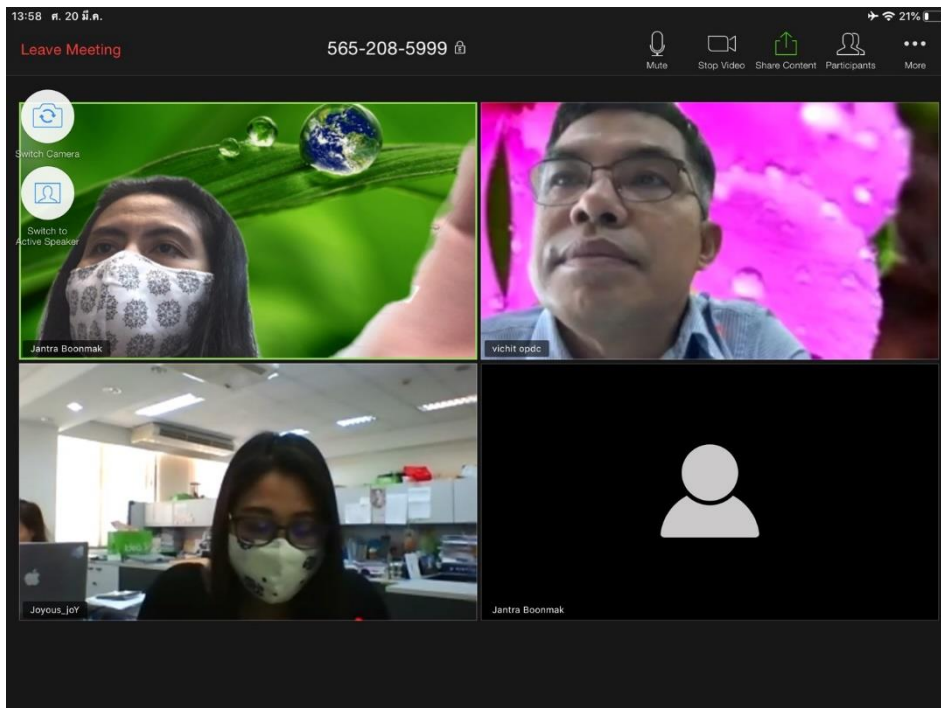 13:58 ศ. 20 มี.ค.
21%
Leave Meeting
565-208-5999
Mute
Stop Video
Share Content
Participants
More
Switch Camera
Switch to
Active Speaker
Jantra Boonmak
vichit opdc
Joyous_joY
Jantra Boonmak